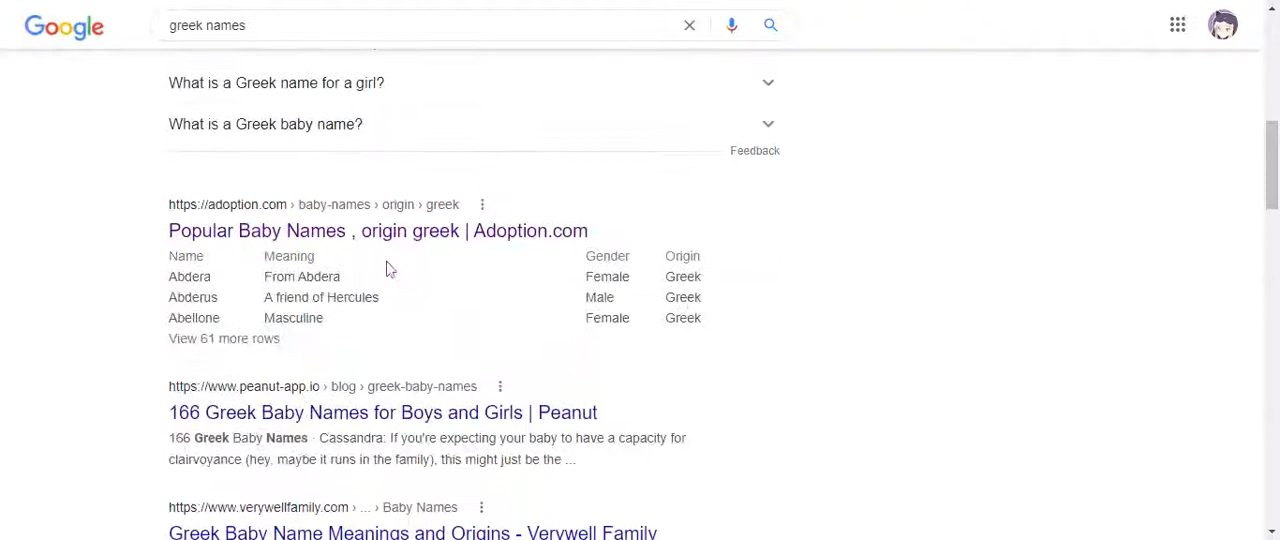 Google
greek names
What is a Greek name for a girl?
What is a Greek baby name?
Feedback
https://adoption.com › baby-names › origin › greek
Popular Baby Names , origin greek | Adoption.com
Name Meaning Gender Origin
Abdera From Abdera Female Greek
Abderus A friend of Hercules Male Greek
Abellone Masculine Female Greek
View 61 more rows
https://www.peanut-app.io › blog › greek-baby-names
166 Greek Baby Names for Boys and Girls | Peanut
166 Greek Baby Names · Cassandra: If you're expecting your baby to have a capacity for
clairvoyance (hey, maybe it runs in the family), this might just be the ...
https://www.verywellfamily.com › ... › Baby Names
Greek Baby Name Meanings and Origins - Verywell Family